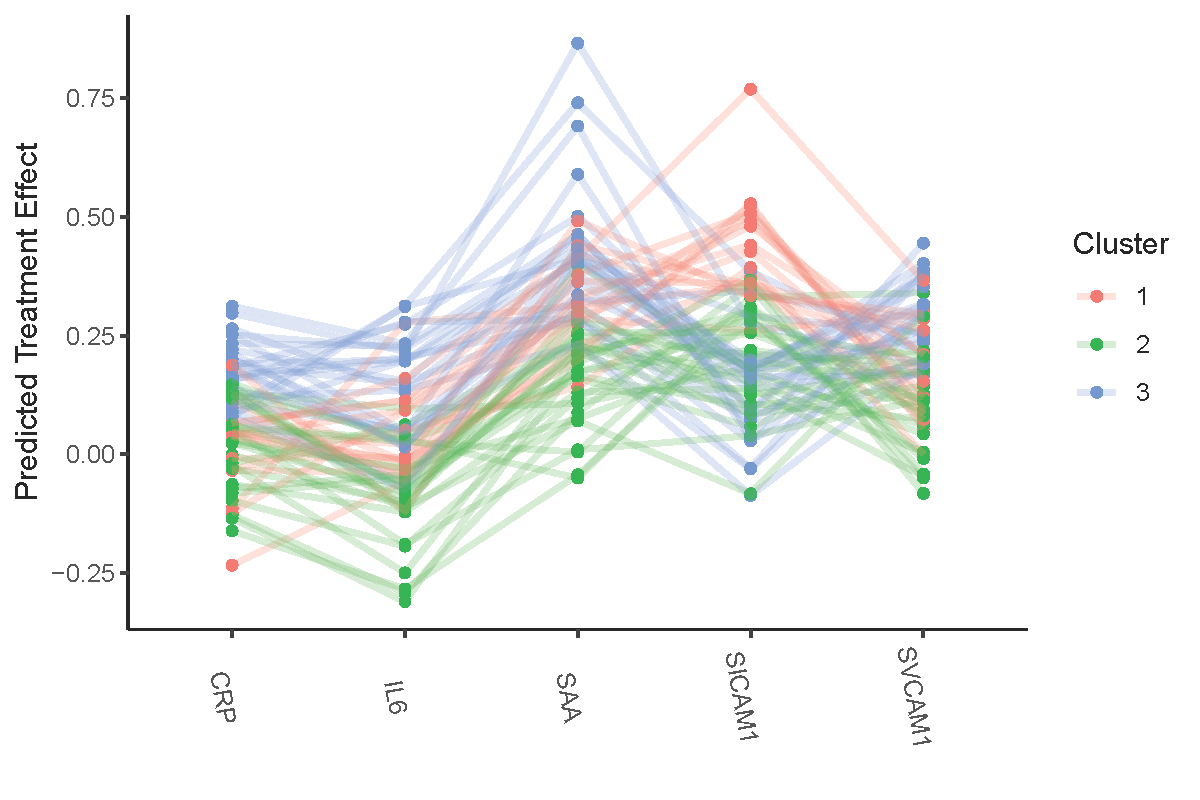 Predicted Treatment Effect
0.75
0.50
0.25
0.00
−0.25
CRP
IL6
SAA
SICAM1
SVCAM1
Cluster
1
2
3